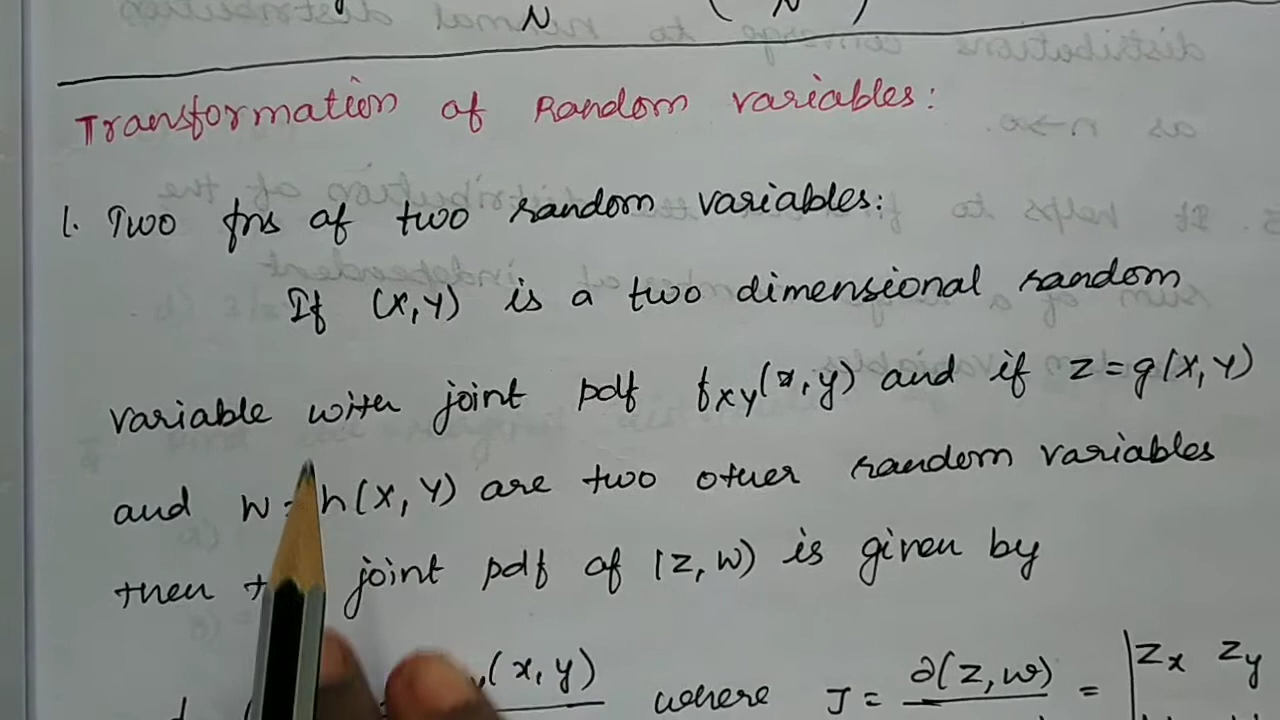 N ( N )
Transformation of Random variables:
1. Two fns of two random variables:
If (X,Y) is a two dimensional random
variable with joint pdf fXY(x,y) and if Z=g(X,Y)
and W=h(X,Y) are two other random variables
then joint pdf of (Z,W) is given by
(x,y) where J = ∂(z,w) = |Zx Zy